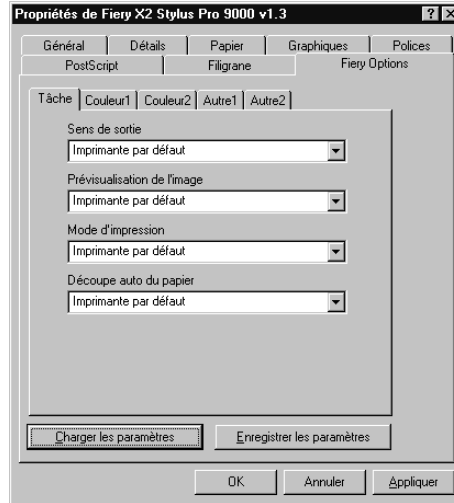 Propriétés de Fiery X2 Stylus Pro 9000 v1.3
Général Détails Papier Graphiques Polices
PostScript Filigrane Fiery Options
Tâche Couleur1 Couleur2 Autre1 Autre2
Sens de sortie
Imprimante par défaut
Prévisualisation de l'image
Imprimante par défaut
Mode d'impression
Imprimante par défaut
Découpe auto du papier
Imprimante par défaut
Charger les paramètres Enregistrer les paramètres
OK Annuler Appliquer